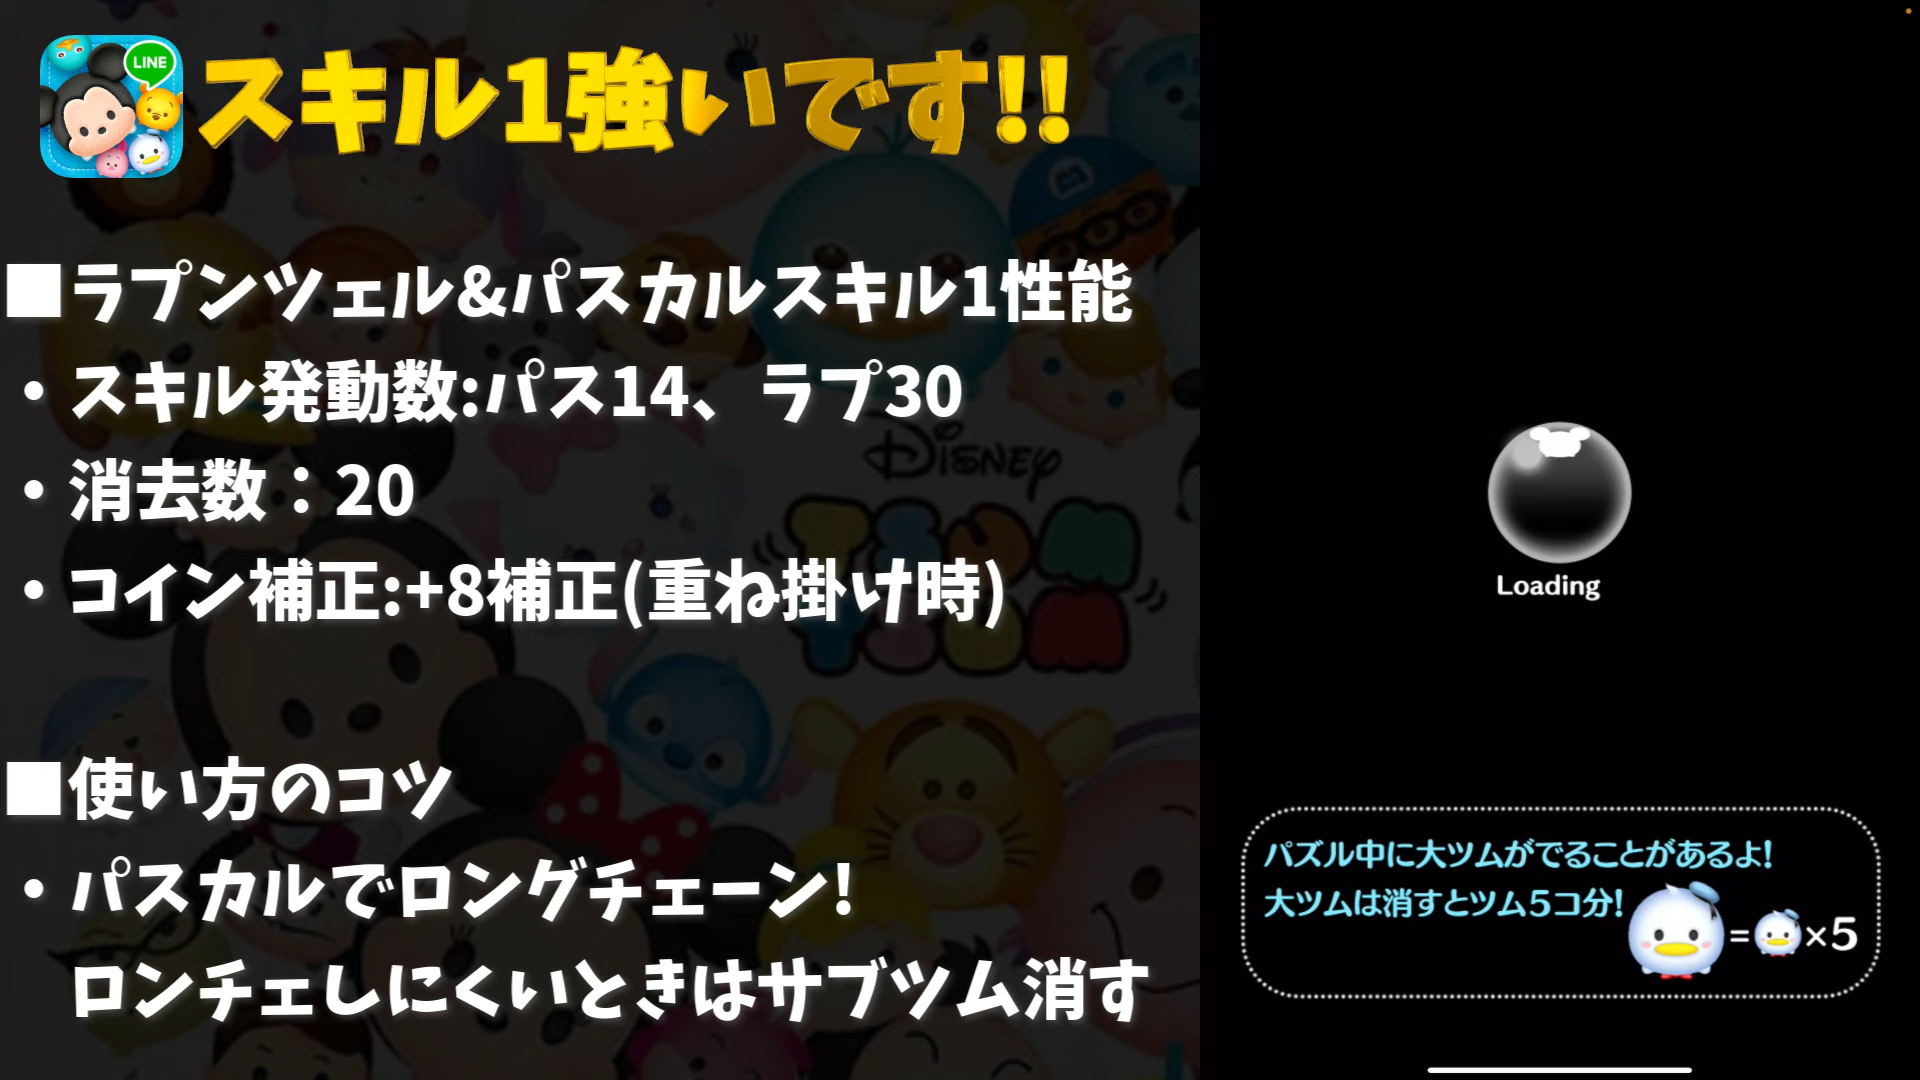 LINE
スキル1強いです!!
■ラプンツェル&パスカルスキル1性能
・スキル発動数:パス14、ラプ30
・消去数：20
・コイン補正:+8補正(重ね掛け時)
■使い方のコツ
・パスカルでロングチェーン!
ロンチェしにくいときはサブツム消す
Disney
TSUM
TSUM
Loading
パズル中に大ツムがでることがあるよ!
大ツムは消すとツム5コ分!
=×5